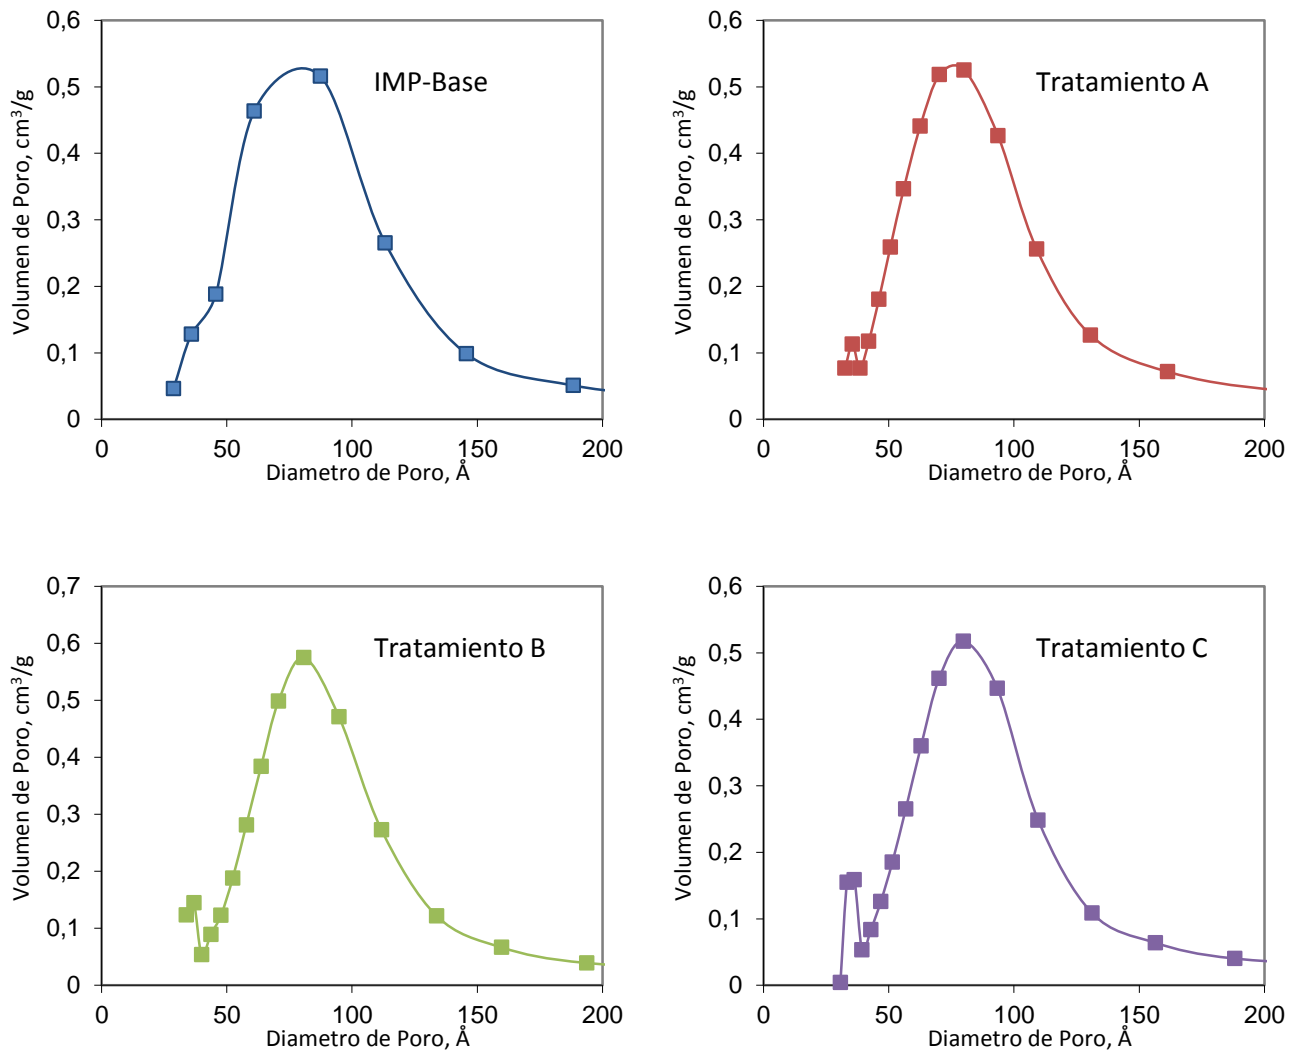 0,6
0,5
0,4
0,3
0,2
0,1
0
Volumen de Poro, cm³/g
IMP-Base
0 50 100 150 200
Diametro de Poro, Å
0,6
0,5
0,4
0,3
0,2
0,1
0
Volumen de Poro, cm³/g
Tratamiento A
0 50 100 150 200
Diametro de Poro, Å
0,7
0,6
0,5
0,4
0,3
0,2
0,1
0
Volumen de Poro, cm³/g
Tratamiento B
0 50 100 150 200
Diametro de Poro, Å
0,6
0,5
0,4
0,3
0,2
0,1
0
Volumen de Poro, cm³/g
Tratamiento C
0 50 100 150 200
Diametro de Poro, Å